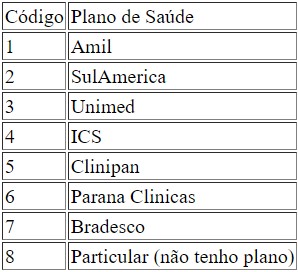 Código Plano de Saúde
1 Amil
2 SulAmerica
3 Unimed
4 ICS
5 Clinipan
6 Parana Clinicas
7 Bradesco
8 Particular (não tenho plano)